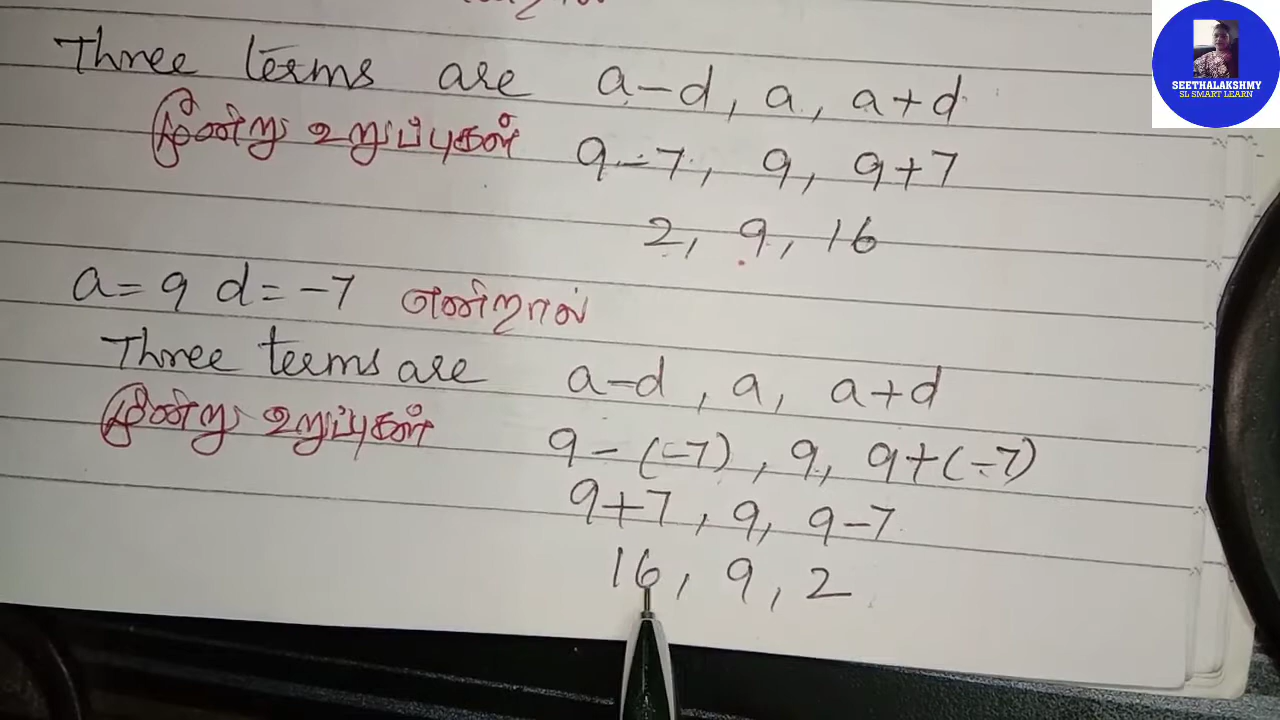 Three terms are a-d, a, a+d
மூன்று உறுப்புகள் 9-7, 9, 9+7
2, 9, 16
a=9 d=-7 என்றால்
Three terms are a-d, a, a+d
மூன்று உறுப்புகள் 9-(-7), 9, 9+(-7)
9+7, 9, 9-7
16, 9, 2
SEETHALAKSHMY
SL SMART LEARN